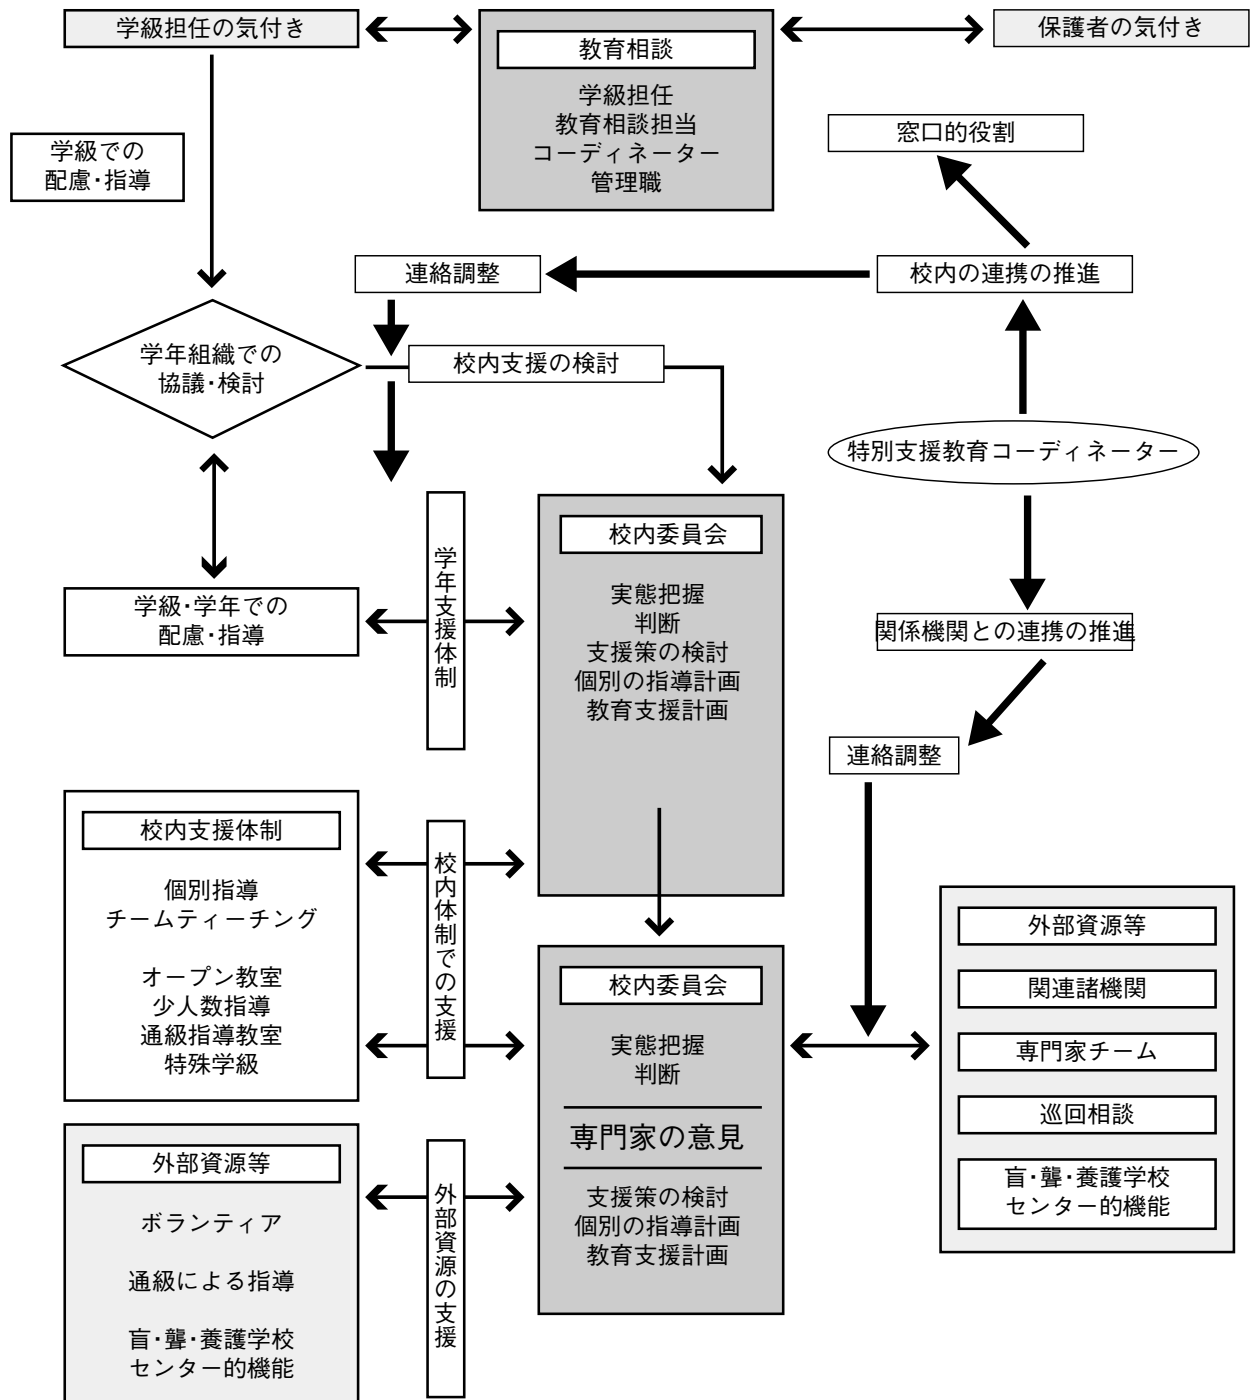 学級担任の気付き
教育相談
学級担任
教育相談担当
コーディネーター
管理職
保護者の気付き
窓口的役割
学級での
配慮・指導
連絡調整
校内の連携の推進
学年組織での
協議・検討
校内支援の検討
特別支援教育コーディネーター
学年支援体制
校内委員会
実態把握
判断
支援策の検討
個別の指導計画
教育支援計画
学級・学年での
配慮・指導
関係機関との連携の推進
連絡調整
校内支援体制
個別指導
チームティーチング
オープン教室
少人数指導
通級指導教室
特殊学級
校内体制での支援
校内委員会
実態把握
判断
専門家の意見
支援策の検討
個別の指導計画
教育支援計画
外部資源等
関連諸機関
専門家チーム
巡回相談
盲・聾・養護学校
センター的機能
外部資源等
ボランティア
通級による指導
盲・聾・養護学校
センター的機能
外部資源の支援